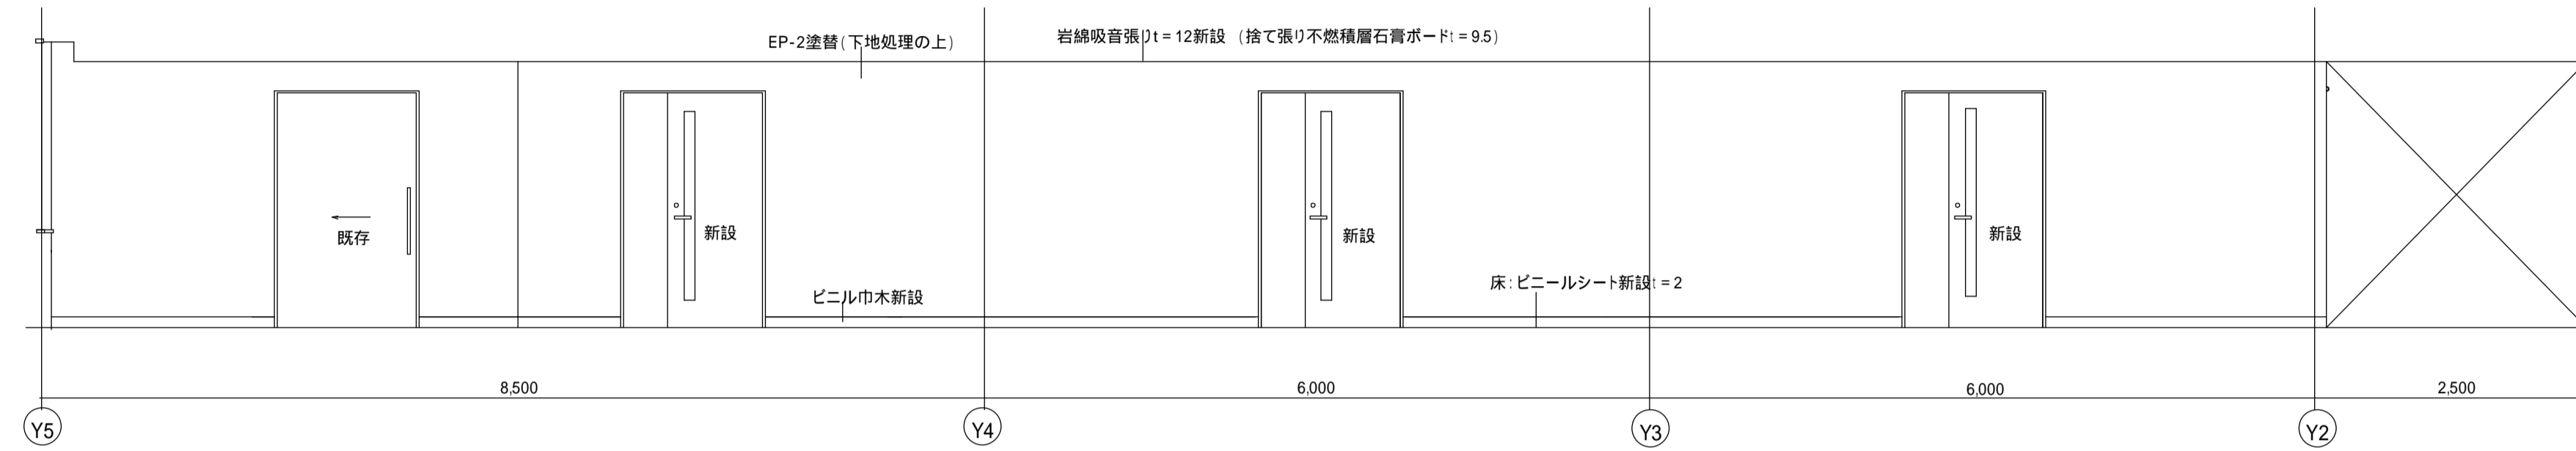 EP-2塗替(下地処理の上)
岩綿吸音張りt=12新設 (捨て張り不燃積層石膏ボードt=9.5)
既存
新設
新設
新設
ビニル巾木新設
床:ビニールシート新設t=2
8,500
6,000
6,000
2,500
Y5
Y4
Y3
Y2